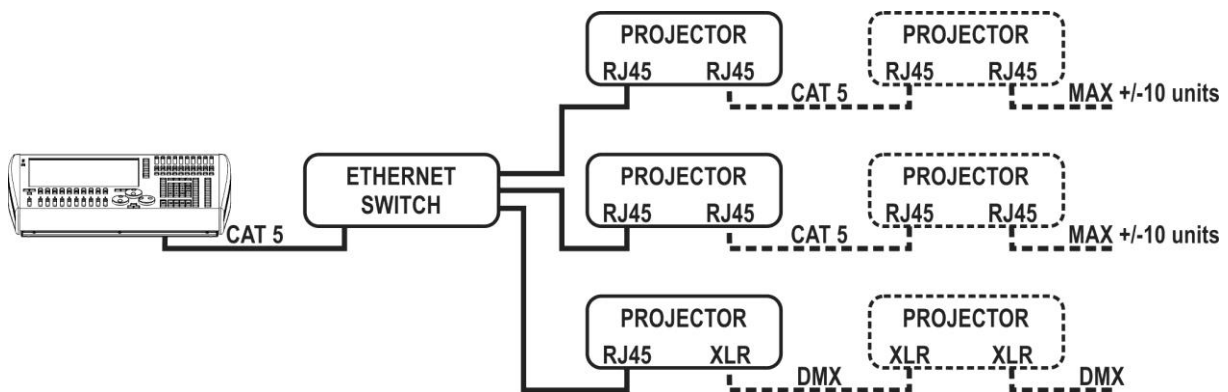 PROJECTOR
RJ45 RJ45
CAT 5
PROJECTOR
RJ45 RJ45
MAX +/-10 units
CAT 5
ETHERNET
SWITCH
PROJECTOR
RJ45 RJ45
CAT 5
PROJECTOR
RJ45 RJ45
MAX +/-10 units
PROJECTOR
RJ45 XLR
DMX
PROJECTOR
XLR XLR
DMX